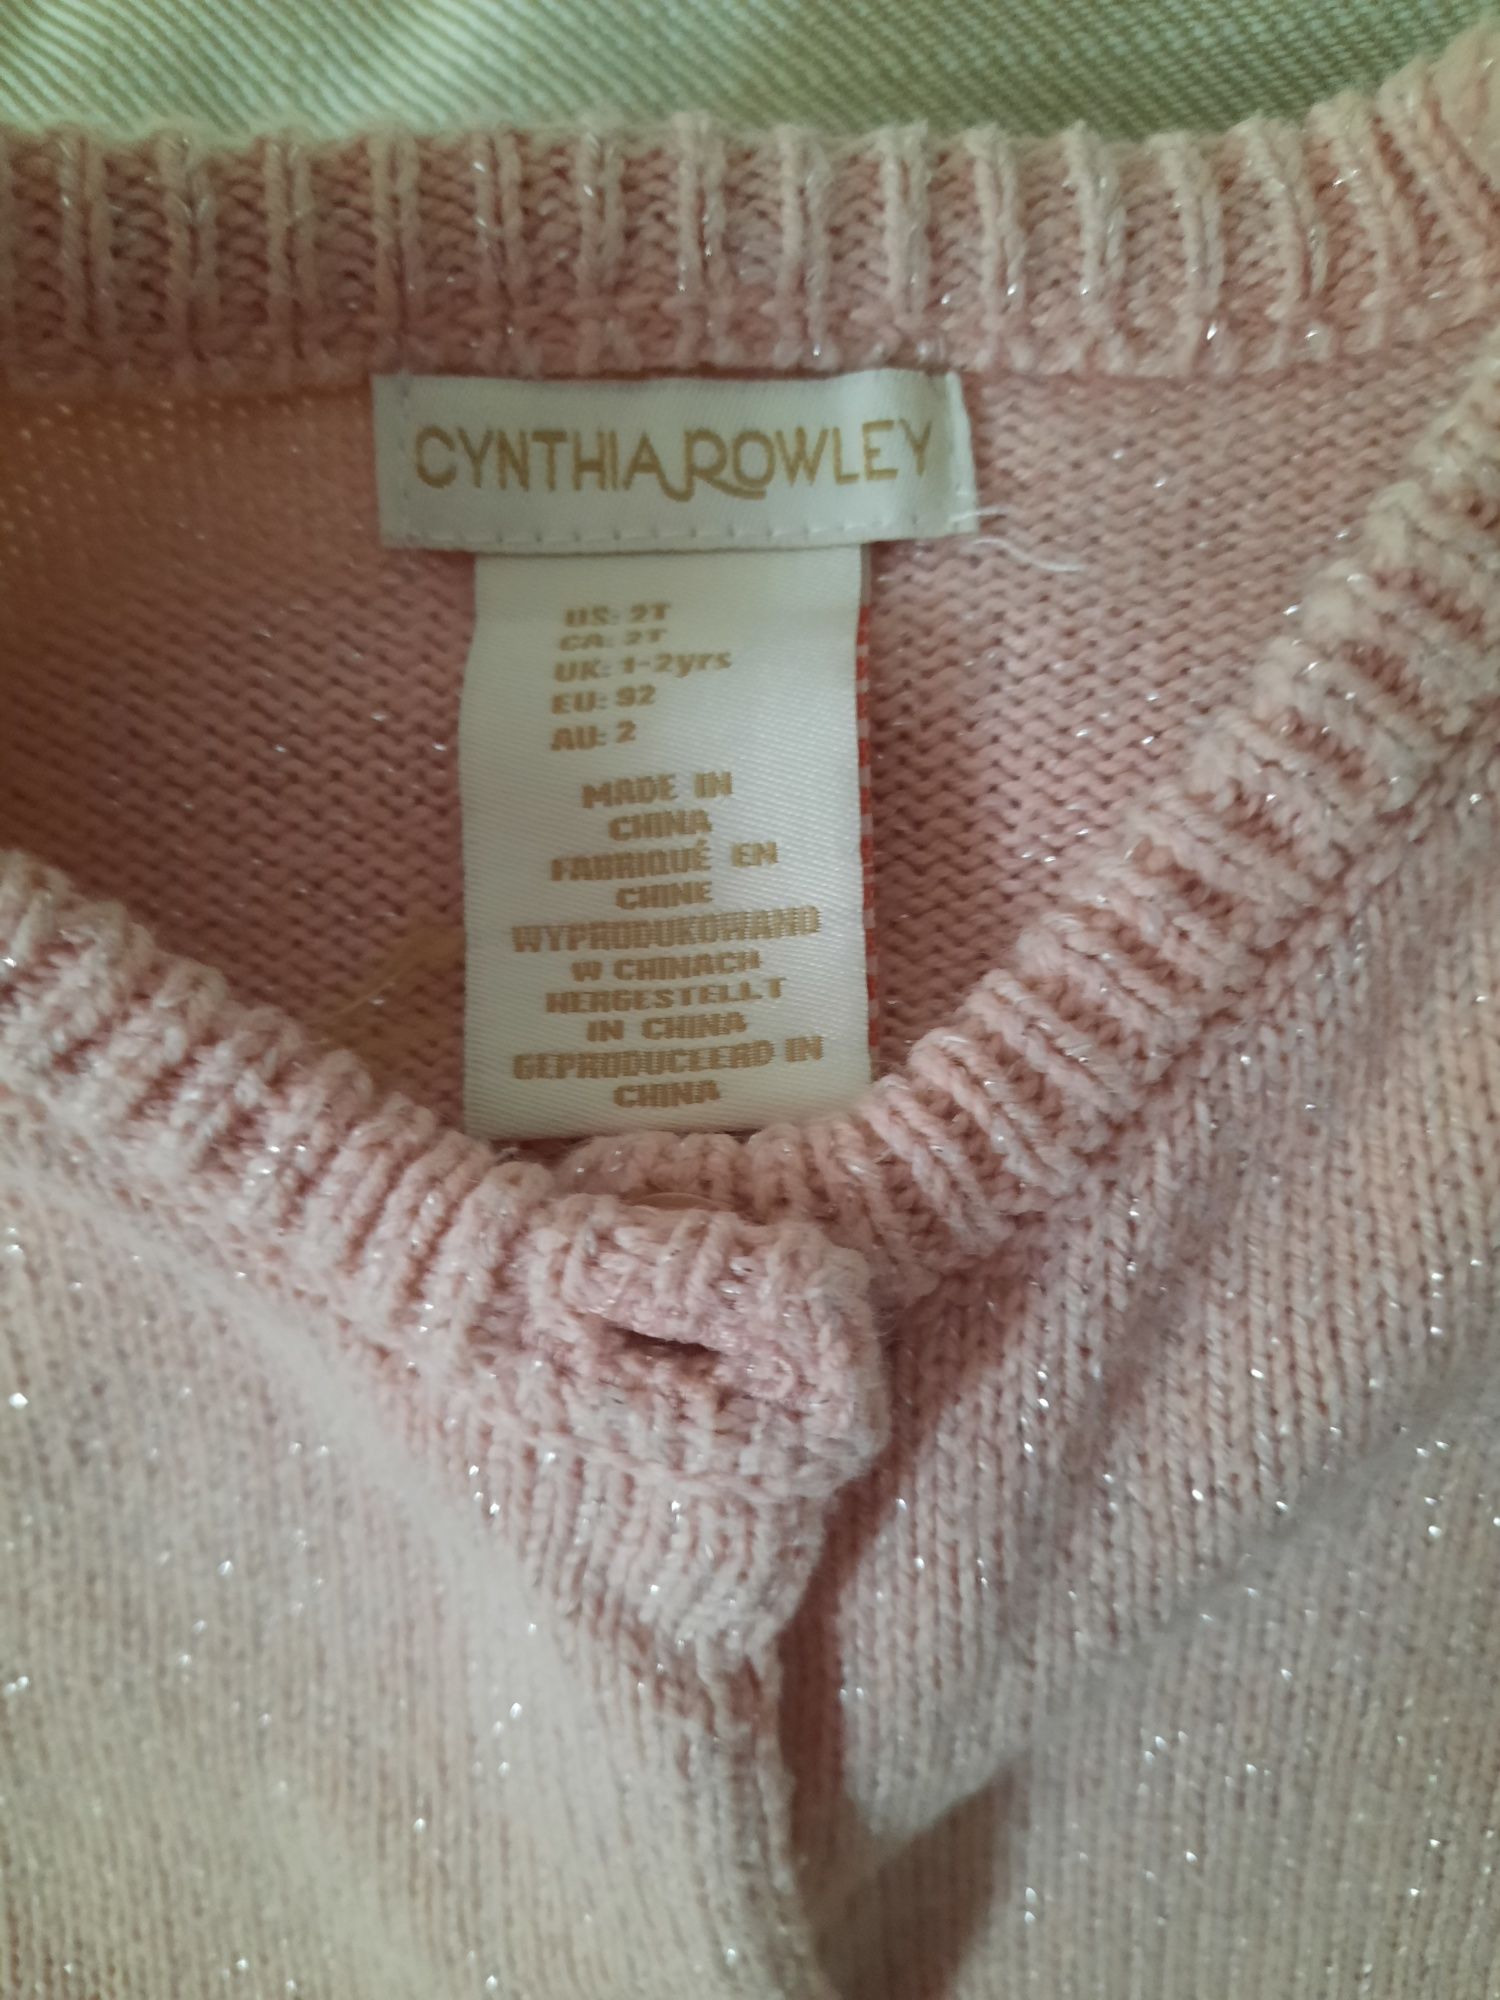 CYNTHIA ROWLEY
US: 2T
CA: 2T
UK: 1-2yrs
EU: 92
AU: 2
MADE IN
CHINA
FABRIQUÉ EN
CHINE
WYPRODUKOWANO
W CHINACH
HERGESTELLT
IN CHINA
GEPRODUCEERD IN
CHINA